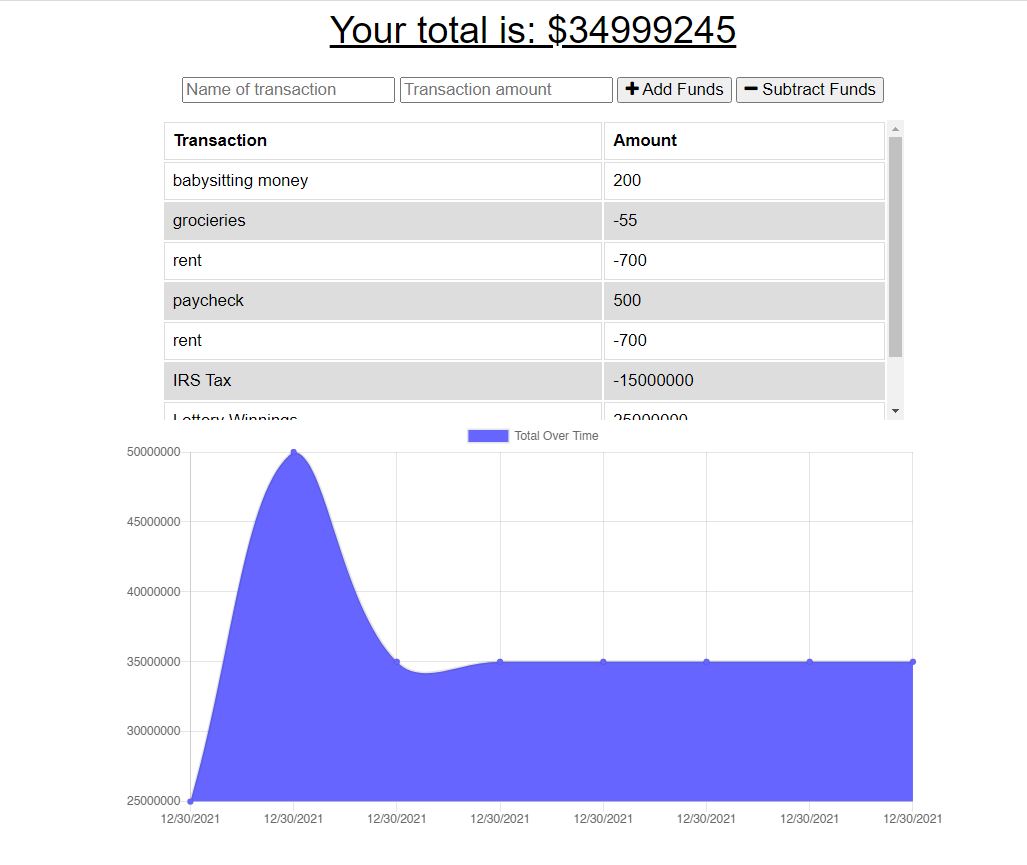 Your total is: $34999245
Name of transaction Transaction amount Add Funds Subtract Funds
Transaction Amount
babysitting money 200
grocieries -55
rent -700
paycheck 500
rent -700
IRS Tax -15000000
Lottery Winnings 25000000
Total Over Time
50000000
45000000
40000000
35000000
30000000
25000000
12/30/2021 12/30/2021 12/30/2021 12/30/2021 12/30/2021 12/30/2021 12/30/2021 12/30/2021